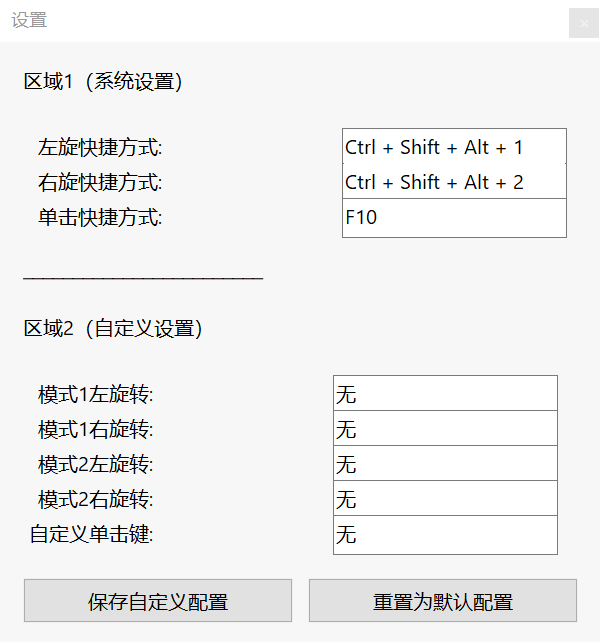 设置
区域1（系统设置）
左旋快捷方式: Ctrl + Shift + Alt + 1
右旋快捷方式: Ctrl + Shift + Alt + 2
单击快捷方式: F10
________________________
区域2（自定义设置）
模式1左旋转: 无
模式1右旋转: 无
模式2左旋转: 无
模式2右旋转: 无
自定义单击键: 无
保存自定义配置 重置为默认配置